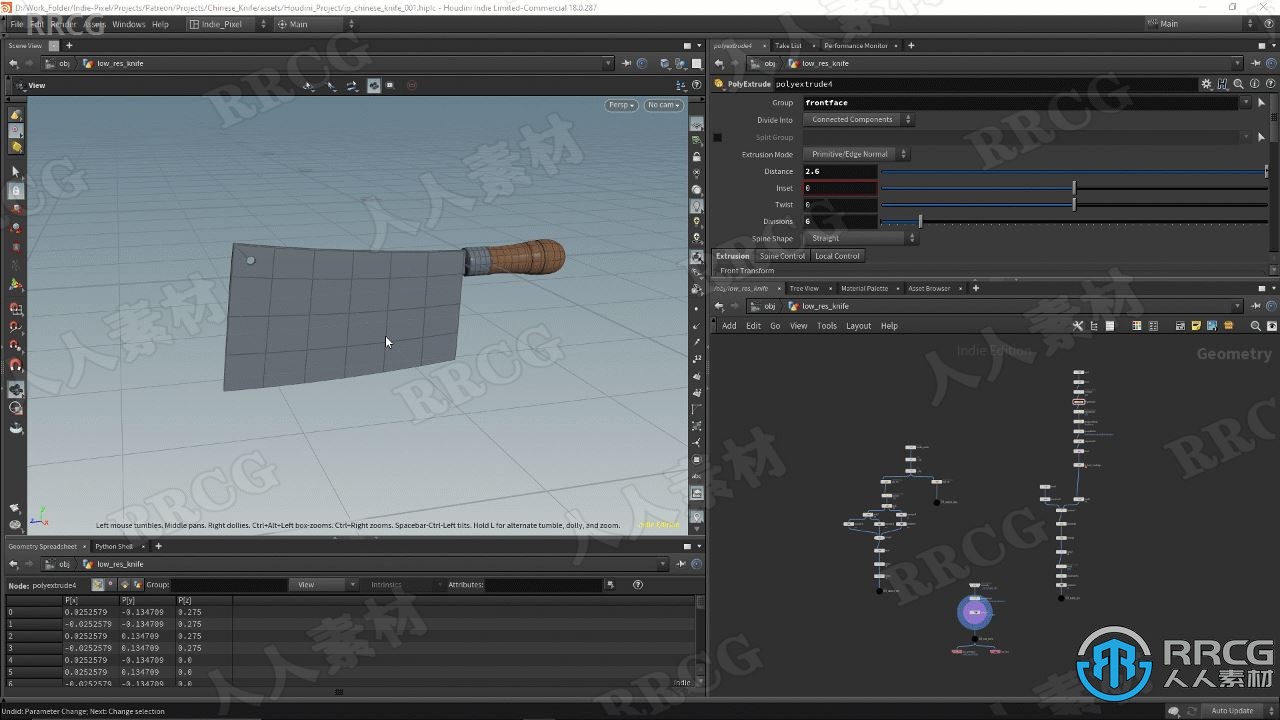 D:/Work_Folder/Indie-Pixel/Projects/Patreon/Projects/Chinese_Knife/assets/Houdini_Project/ip_chinese_knife_001.hiplc - Houdini Indie Limited-Commercial 18.0.287
File Edit Render Assets Windows Help Indie_Pixel Main Main
Scene View
obj low_res_knife
View
Persp No cam
Left mouse tumbles. Middle pans. Right dollies. Ctrl+Alt+Left box-zooms. Ctrl+Right zooms. Spacebar-Ctrl-Left tilts. Hold L for alternate tumble, dolly, and zoom.
Indie Edition
Geometry Spreadsheet Python Shell
obj low_res_knife
Node: polyextrude4 Group: View Intrinsics Attributes:
P[x] P[y] P[z]
0 0.0252579 -0.134709 0.275
1 -0.0252579 -0.134709 0.275
2 0.0252579 0.134709 0.275
3 -0.0252579 0.134709 0.275
4 0.0252579 0.134709 0.0
5 0.0252579 0.134709 0.0
6 -0.0252579 -0.134709 0.0
Indie
Undid: Parameter Change; Next: Change selection
polyextrude4 Take List Performance Monitor
obj low_res_knife
PolyExtrude polyextrude4
Group frontface
Divide Into Connected Components
Split Group
Extrusion Mode Primitive/Edge Normal
Distance 2.6
Inset 0
Twist 0
Divisions 6
Spine Shape Straight
Extrusion Spine Control Local Control
Front Transform
/obj/low_res_knife Tree View Material Palette Asset Browser
obj low_res_knife
Add Edit Go View Tools Layout Help
Indie Edition
Geometry
Auto Update
RRCG
人人素材